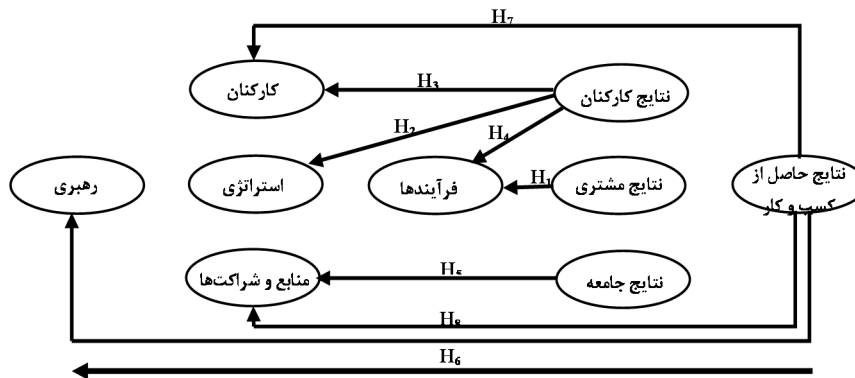 H7
کارکنان
H3
نتایج کارکنان
H2
H4
رهبری
استراتژی
فرآیندها
H1
نتایج مشتری
نتایج حاصل از
کسب و کار
منابع و شراکت‌ها
H5
نتایج جامعه
H8
H6